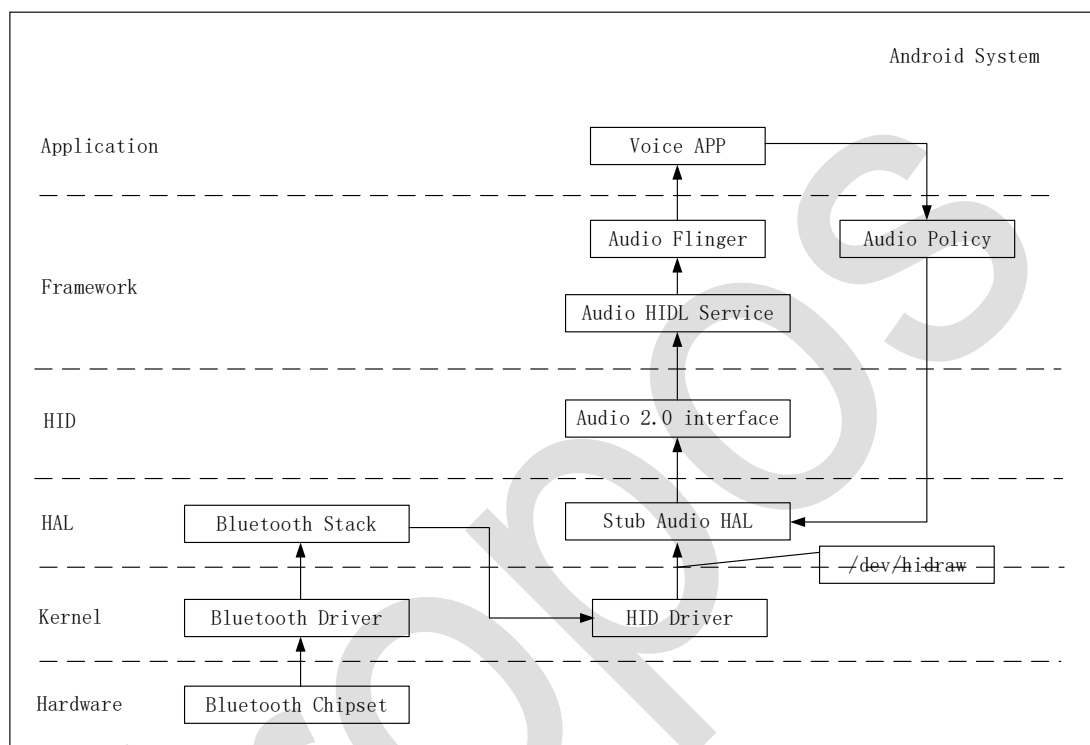 Android System
Application
Voice APP
Audio Flinger
Audio Policy
Framework
Audio HIDL Service
HID
Audio 2.0 interface
HAL
Bluetooth Stack
Stub Audio HAL
/dev/hidraw
Kernel
Bluetooth Driver
HID Driver
Hardware
Bluetooth Chipset
opos